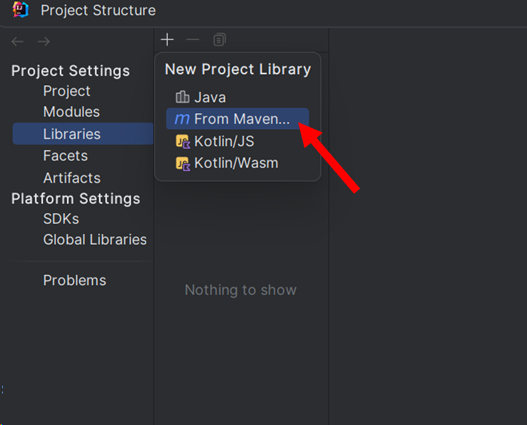 Project Structure
Project Settings
Project
Modules
Libraries
Facets
Artifacts
Platform Settings
SDKs
Global Libraries
Problems
New Project Library
Java
From Maven...
Kotlin/JS
Kotlin/Wasm
Nothing to show